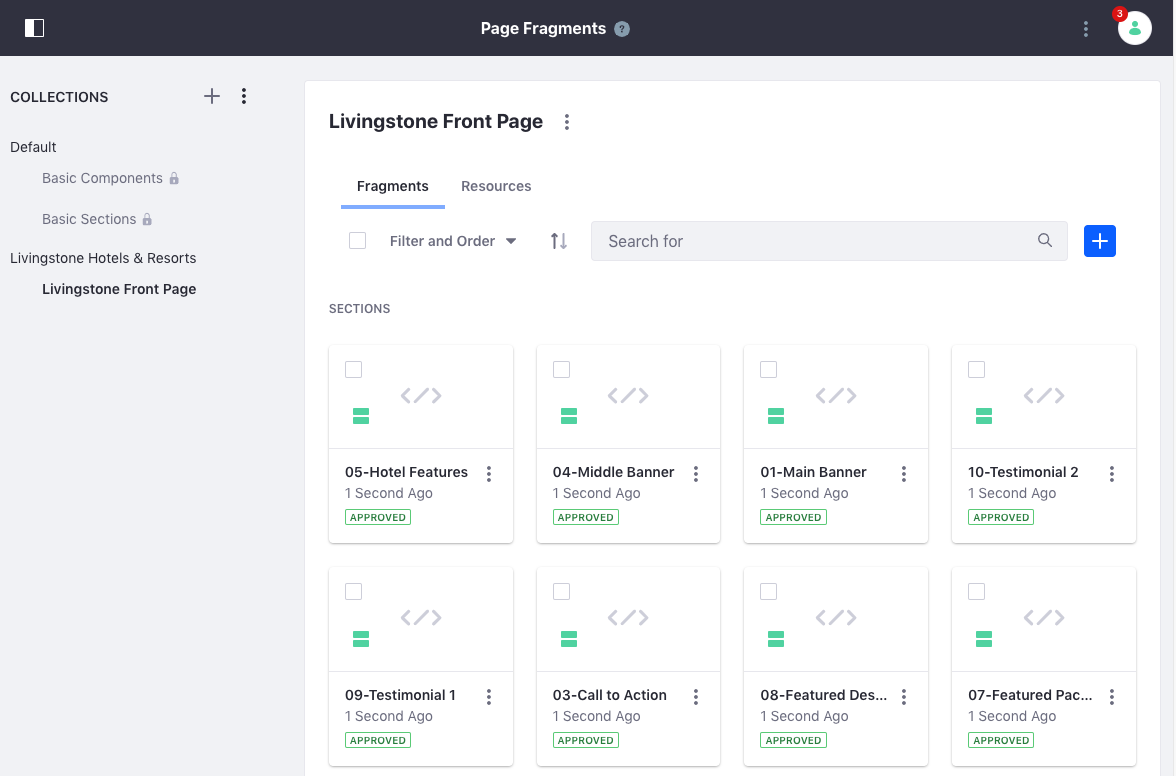 Page Fragments ?
3
COLLECTIONS
Default
Basic Components
Basic Sections
Livingstone Hotels & Resorts
Livingstone Front Page
Livingstone Front Page
Fragments Resources
Filter and Order Search for
SECTIONS
05-Hotel Features
1 Second Ago
APPROVED
04-Middle Banner
1 Second Ago
APPROVED
01-Main Banner
1 Second Ago
APPROVED
10-Testimonial 2
1 Second Ago
APPROVED
09-Testimonial 1
1 Second Ago
APPROVED
03-Call to Action
1 Second Ago
APPROVED
08-Featured Des...
1 Second Ago
APPROVED
07-Featured Pac...
1 Second Ago
APPROVED